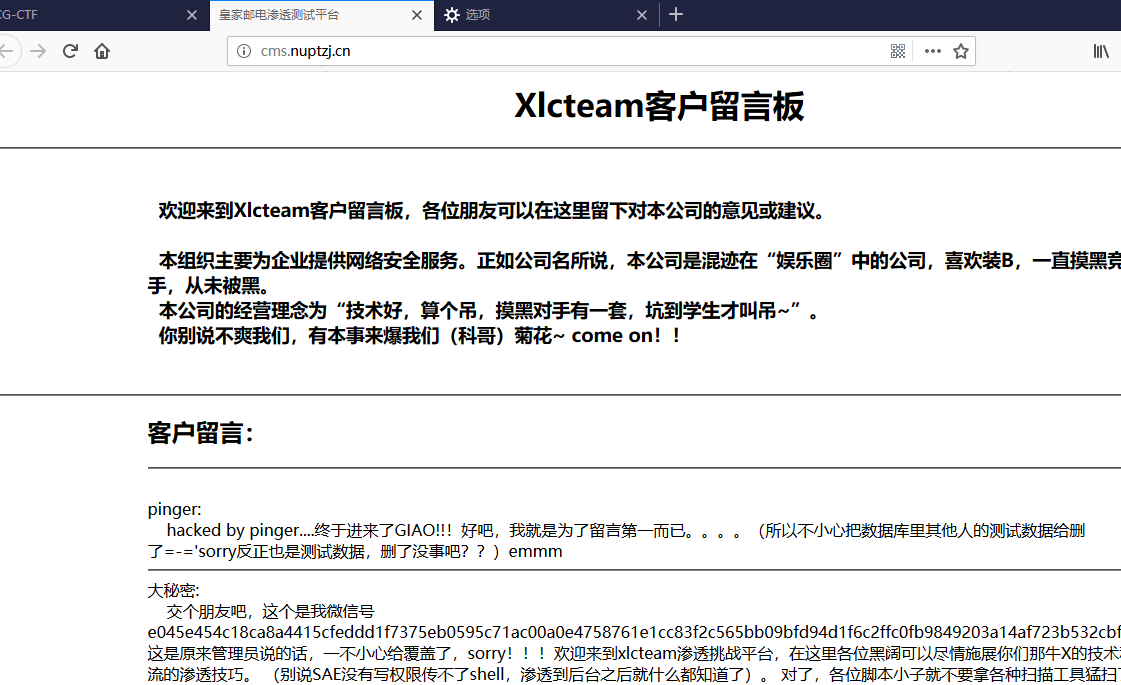 CG-CTF
皇家邮电渗透测试平台
选项
cms.nuptzj.cn
Xlcteam客户留言板
欢迎来到Xlcteam客户留言板，各位朋友可以在这里留下对本公司的意见或建议。
本组织主要为企业提供网络安全服务。正如公司名所说，本公司是混迹在“娱乐圈”中的公司，喜欢装B，一直摸黑竞
手，从未被黑。
本公司的经营理念为“技术好，算个吊，摸黑对手有一套，坑到学生才叫吊~”。
你别说不爽我们，有本事来爆我们（科哥）菊花~ come on！！
客户留言：
pinger:
hacked by pinger....终于进来了GIAO!!! 好吧，我就是为了留言第一而已。。。。（所以不小心把数据库里其他人的测试数据给删
了=-='sorry反正也是测试数据，删了没事吧？？）emmm
大秘密:
交个朋友吧，这个是我微信号
e045e454c18ca8a4415cfeddd1f7375eb0595c71ac00a0e4758761e1cc83f2c565bb09bfd94d1f6c2ffc0fb9849203a14af723b532cbf
这是原来管理员说的话，一不小心给覆盖了，sorry！！！欢迎来到xlcteam渗透挑战平台，在这里各位黑阔可以尽情施展你们那牛X的技术
流的渗透技巧。（别说SAE没有写权限传不了shell，渗透到后台之后就什么都知道了）。 对了，各位脚本小子就不要拿各种扫描工具猛扫